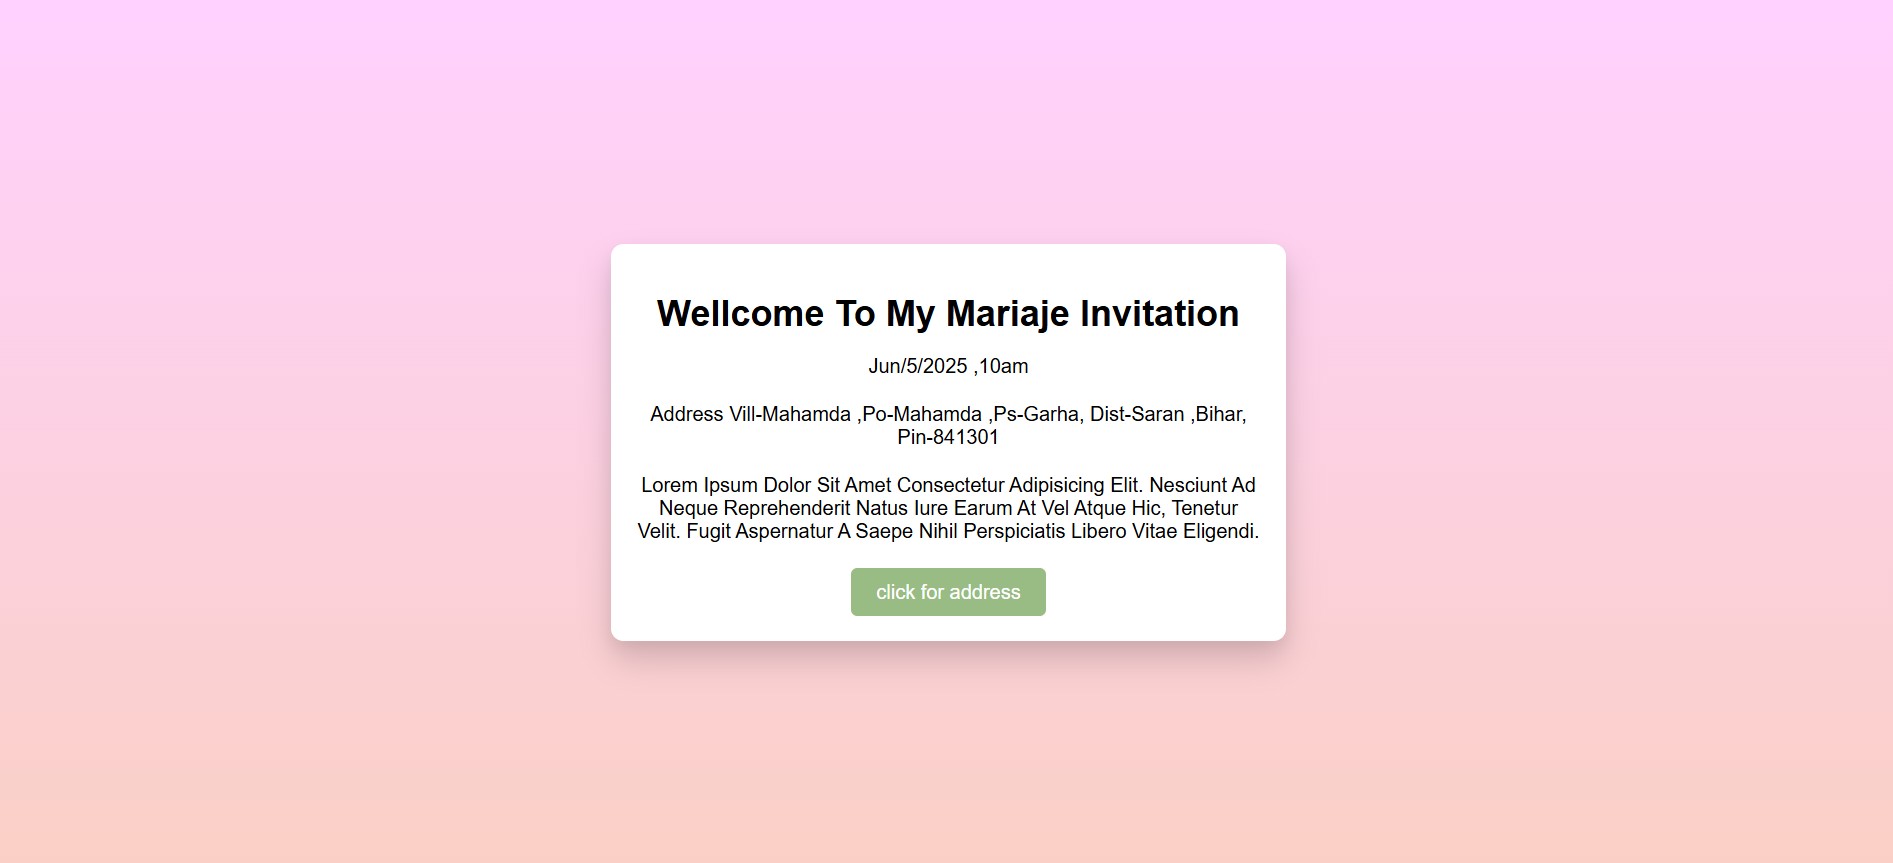 Wellcome To My Mariaje Invitation
Jun/5/2025 ,10am
Address Vill-Mahamda ,Po-Mahamda ,Ps-Garha, Dist-Saran ,Bihar,
Pin-841301
Lorem Ipsum Dolor Sit Amet Consectetur Adipisicing Elit. Nesciunt Ad
Neque Reprehenderit Natus Iure Earum At Vel Atque Hic, Tenetur
Velit. Fugit Aspernatur A Saepe Nihil Perspiciatis Libero Vitae Eligendi.
click for address